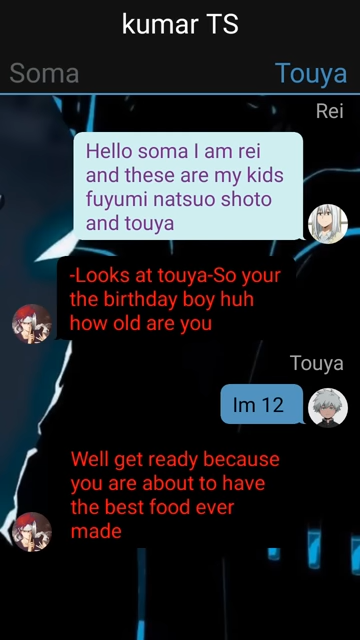 kumar TS
Soma Touya
Rei
Hello soma I am rei
and these are my kids
fuyumi natsuo shoto
and touya
-Looks at touya-So your
the birthday boy huh
how old are you
Touya
Im 12
Well get ready because
you are about to have
the best food ever
made